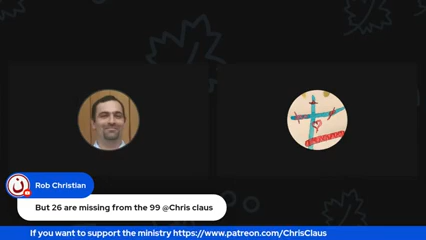 Rob Christian
But 26 are missing from the 99 @Chris claus
If you want to support the ministry https://www.patreon.com/ChrisClaus